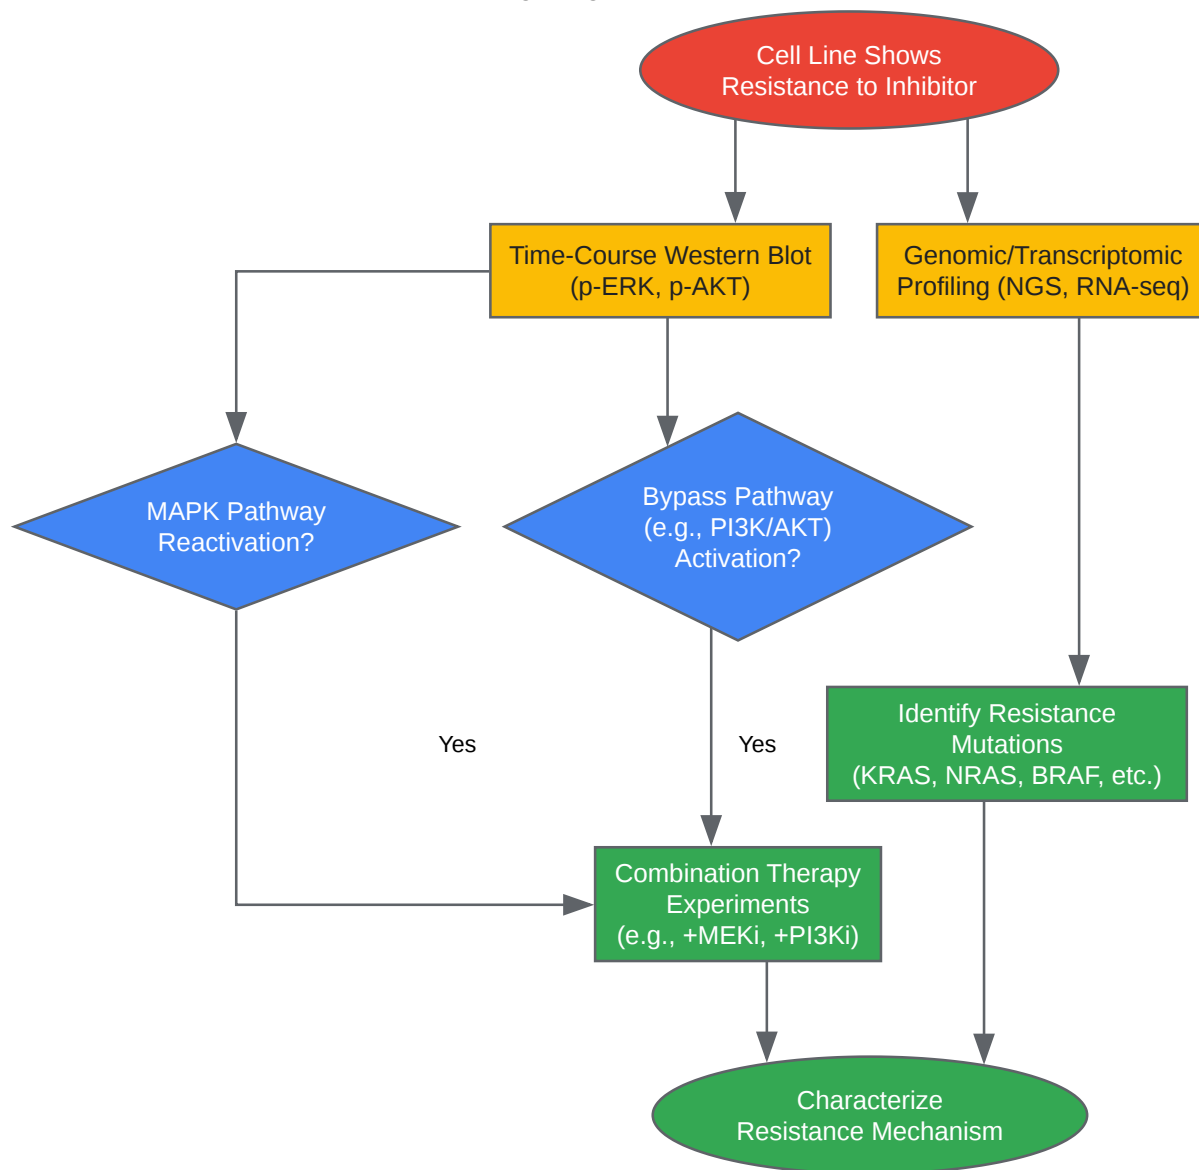 Cell Line Shows
Resistance to Inhibitor
Time-Course Western Blot
(p-ERK, p-AKT)
Genomic/Transcriptomic
Profiling (NGS, RNA-seq)
MAPK Pathway
Reactivation?
Bypass Pathway
(e.g., PI3K/AKT)
Activation?
Identify Resistance
Mutations
(KRAS, NRAS, BRAF, etc.)
Yes
Yes
Combination Therapy
Experiments
(e.g., +MEKi, +PI3Ki)
Characterize
Resistance Mechanism